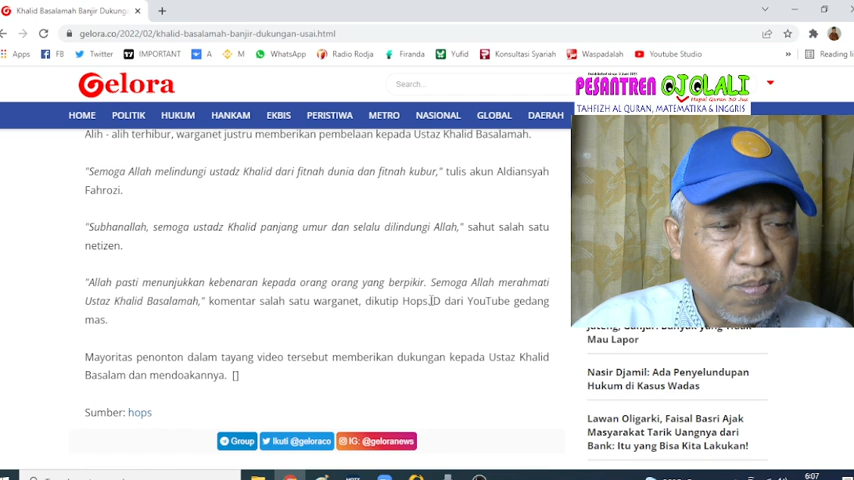 Khalid Basalamah Banjir Dukung
gelora.co/2022/02/khalid-basalamah-banjir-dukungan-usai.html
Apps
FB
Twitter
IMPORTANT
A
M
WhatsApp
Radio Rodja
Firanda
Yufid
Konsultasi Syariah
Waspadalah
Youtube Studio
»
Reading
Gelora
Search...
PESANTREN OJOLALI
Hapal Quran 30 Juz
TAHFIZH AL QURAN, MATEMATIKA & INGGRIS
HOME POLITIK HUKUM HANKAM EKBIS PERISTIWA METRO NASIONAL GLOBAL DAERAH
Alih - alih terhibur, warganet justru memberikan pembelaan kepada Ustaz Khalid Basalamah.
"Semoga Allah melindungi ustadz Khalid dari fitnah dunia dan fitnah kubur," tulis akun Aldiansyah
Fahrozi.
"Subhanallah, semoga ustadz Khalid panjang umur dan selalu dilindungi Allah," sahut salah satu
netizen.
"Allah pasti menunjukkan kebenaran kepada orang orang yang berpikir. Semoga Allah merahmati
Ustaz Khalid Basalamah," komentar salah satu warganet, dikutip Hops.ID dari YouTube gedang
mas.
Mayoritas penonton dalam tayang video tersebut memberikan dukungan kepada Ustaz Khalid
Basalam dan mendoakannya. []
Sumber: hops
Group
Ikuti @geloraco
IG: @geloranews
Jateng, Ganjar: Banyak yang Tidak
Mau Lapor
Nasir Djamil: Ada Penyelundupan
Hukum di Kasus Wadas
Lawan Oligarki, Faisal Basri Ajak
Masyarakat Tarik Uangnya dari
Bank: Itu yang Bisa Kita Lakukan!
6:07